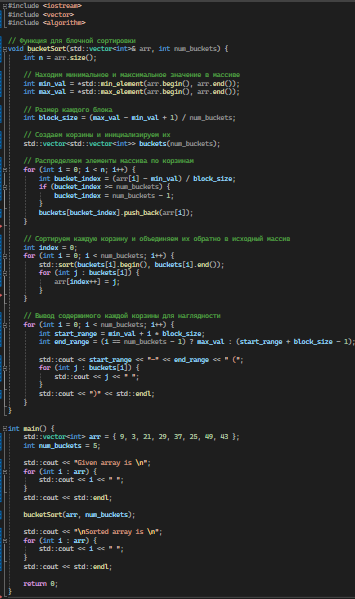 #include <iostream>
#include <vector>
#include <algorithm>
// Функция для блочной сортировки
void bucketSort(std::vector<int>& arr, int num_buckets) {
int n = arr.size();
// Находим минимальное и максимальное значение в массиве
int min_val = *std::min_element(arr.begin(), arr.end());
int max_val = *std::max_element(arr.begin(), arr.end());
// Размер каждого блока
int block_size = (max_val - min_val + 1) / num_buckets;
// Создаем корзины и инициализируем их
std::vector<std::vector<int>> buckets(num_buckets);
// Распределяем элементы массива по корзинам
for (int i = 0; i < n; i++) {
int bucket_index = (arr[i] - min_val) / block_size;
if (bucket_index >= num_buckets) {
bucket_index = num_buckets - 1;
}
buckets[bucket_index].push_back(arr[i]);
}
// Сортируем каждую корзину и объединяем их обратно в исходный массив
int index = 0;
for (int i = 0; i < num_buckets; i++) {
std::sort(buckets[i].begin(), buckets[i].end());
for (int j : buckets[i]) {
arr[index++] = j;
}
}
// Вывод содержимого каждой корзины для наглядности
for (int i = 0; i < num_buckets; i++) {
int start_range = min_val + i * block_size;
int end_range = (i == num_buckets - 1) ? max_val : (start_range + block_size - 1);
std::cout << start_range << "-" << end_range << " (";
for (int j : buckets[i]) {
std::cout << j << " ";
}
std::cout << ")" << std::endl;
}
}
int main() {
std::vector<int> arr = { 9, 3, 21, 29, 37, 25, 49, 43 };
int num_buckets = 5;
std::cout << "Given array is \n";
for (int i : arr) {
std::cout << i << " ";
}
std::cout << std::endl;
bucketSort(arr, num_buckets);
std::cout << "\nSorted array is \n";
for (int i : arr) {
std::cout << i << " ";
}
std::cout << std::endl;
return 0;
}